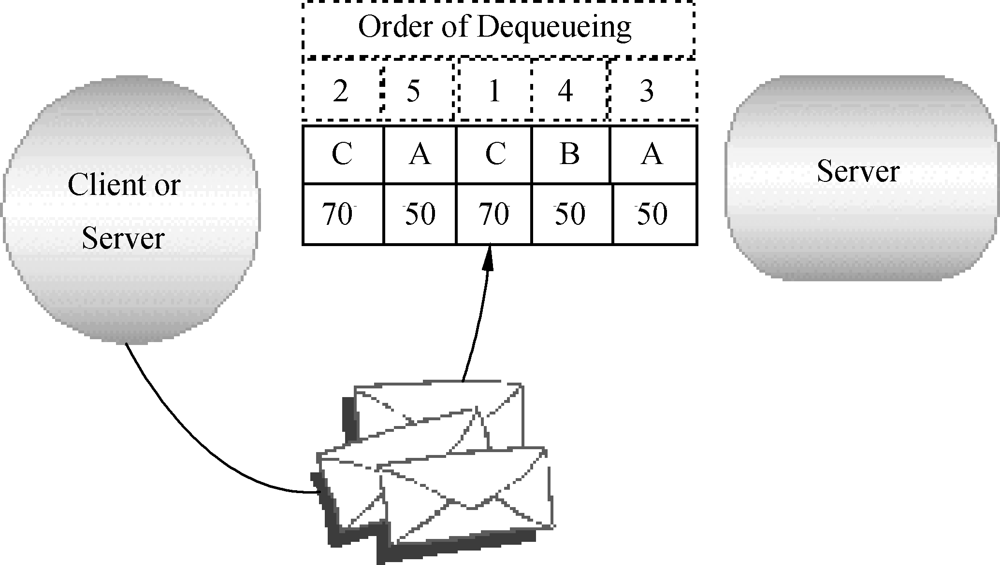 Order of Dequeueing
2 5 1 4 3
C A C B A
70 50 70 50 50
Client or
Server
Server